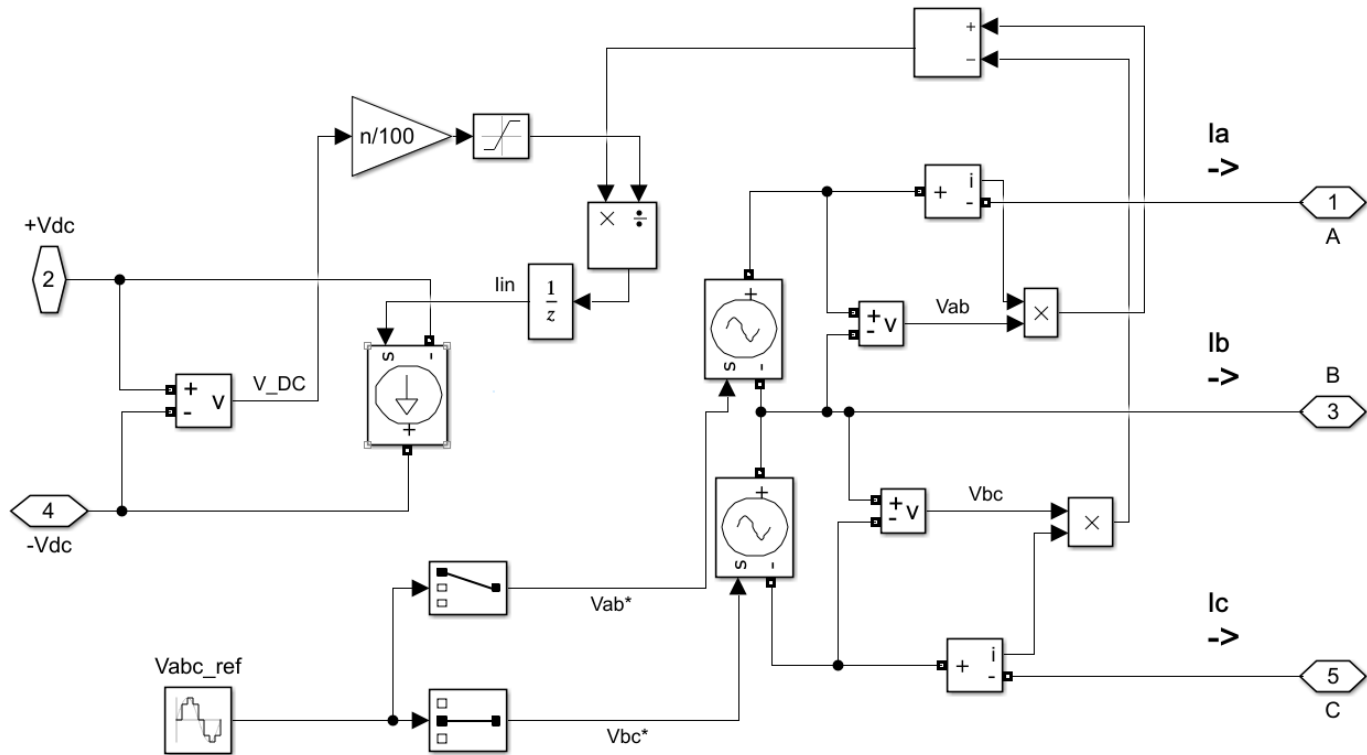 +
−
n/100
Ia
->
+ i
-
1
A
+Vdc
2
× ÷
Iin
1
z
+
s -
+
v
-
Vab
×
s -
+
Ib
->
B
3
+
v
-
V_DC
+
+
v
-
Vbc
×
4
-Vdc
s -
Vab*
Ic
->
+ i
-
5
C
Vabc_ref
Vbc*